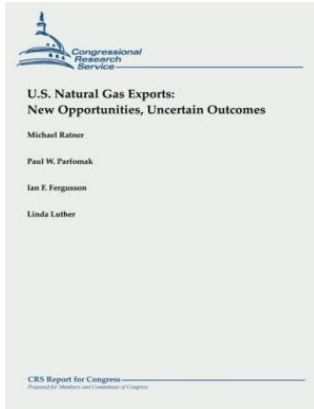 Congressional
Research
Service
U.S. Natural Gas Exports:
New Opportunities, Uncertain Outcomes
Michael Ratner
Paul W. Parfomak
Ian F. Fergusson
Linda Luther
CRS Report for Congress
Prepared for Members and Committees of Congress